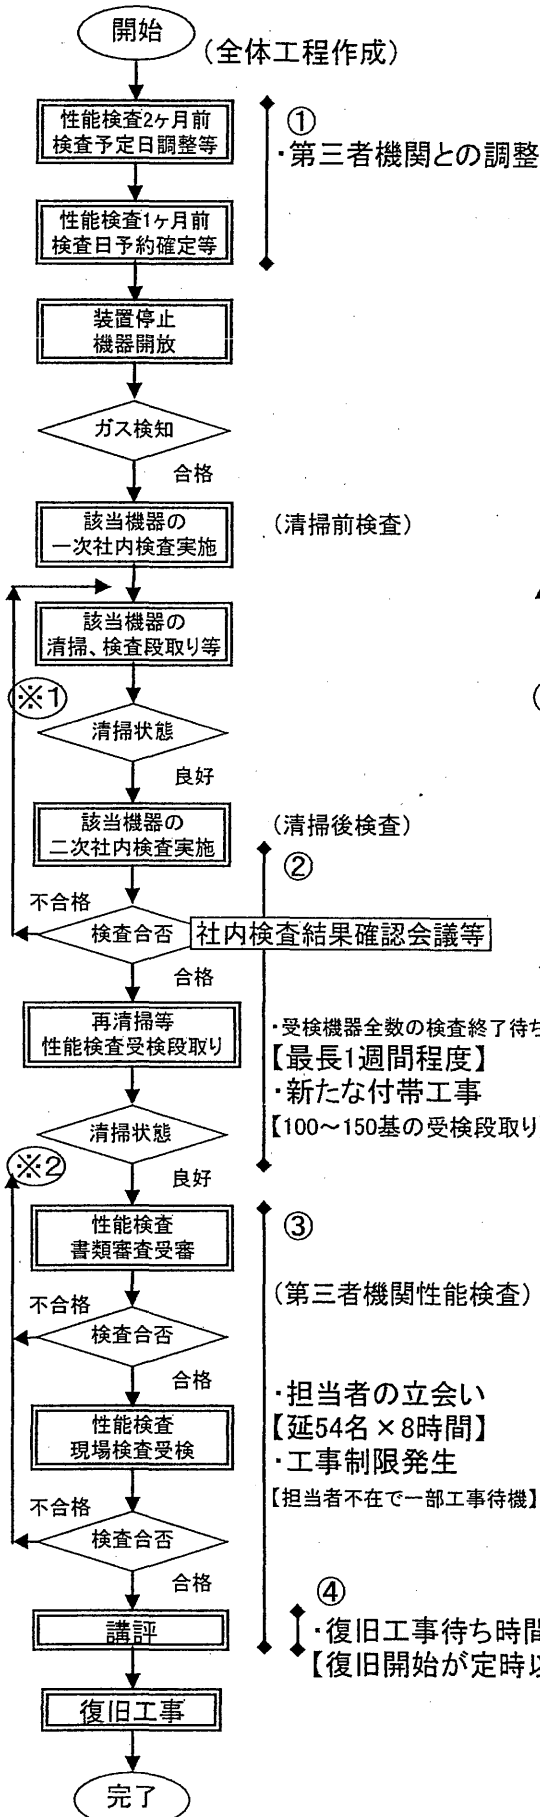 開始
(全体工程作成)
性能検査2ヶ月前
検査予定日調整等
①
・第三者機関との調整
性能検査1ヶ月前
検査日予約確定等
装置停止
機器開放
ガス検知
合格
該当機器の
一次社内検査実施
(清掃前検査)
該当機器の
清掃、検査段取り等
※1
清掃状態
良好
該当機器の
二次社内検査実施
(清掃後検査)
②
不合格
検査合否
社内検査結果確認会議等
合格
再清掃等
性能検査受検段取り
・受検機器全数の検査終了待ち
【最長1週間程度】
・新たな付帯工事
【100～150基の受検段取り
清掃状態
※2
良好
性能検査
書類審査受審
③
(第三者機関性能検査)
不合格
検査合否
合格
性能検査
現場検査受検
・担当者の立会い
【延54名×8時間】
・工事制限発生
【担当者不在で一部工事待機】
不合格
検査合否
合格
④
講評
・復旧工事待ち時間
【復旧開始が定時以
復旧工事
完了